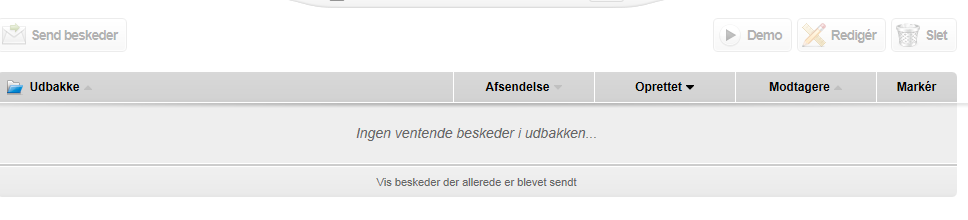 Send beskeder Demo Redigér Slet
Udbakke Afsendelse Oprettet Modtagere Markér
Ingen ventende beskeder i udbakken...
Vis beskeder der allerede er blevet sendt